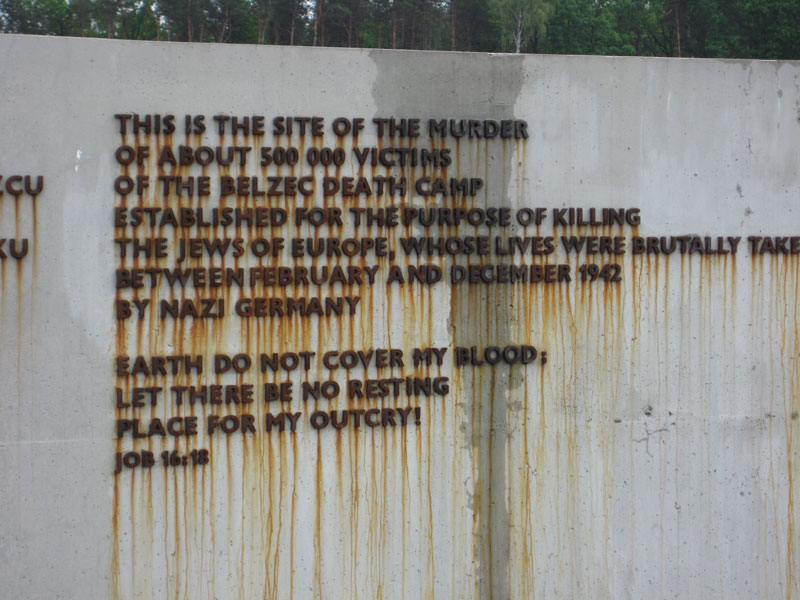 THIS IS THE SITE OF THE MURDER
OF ABOUT 500 000 VICTIMS
OF THE BELZEC DEATH CAMP
ESTABLISHED FOR THE PURPOSE OF KILLING
THE JEWS OF EUROPE, WHOSE LIVES WERE BRUTALLY TAKE
BETWEEN FEBRUARY AND DECEMBER 1942
BY NAZI GERMANY
EARTH DO NOT COVER MY BLOOD;
LET THERE BE NO RESTING
PLACE FOR MY OUTCRY!
JOB 16:18